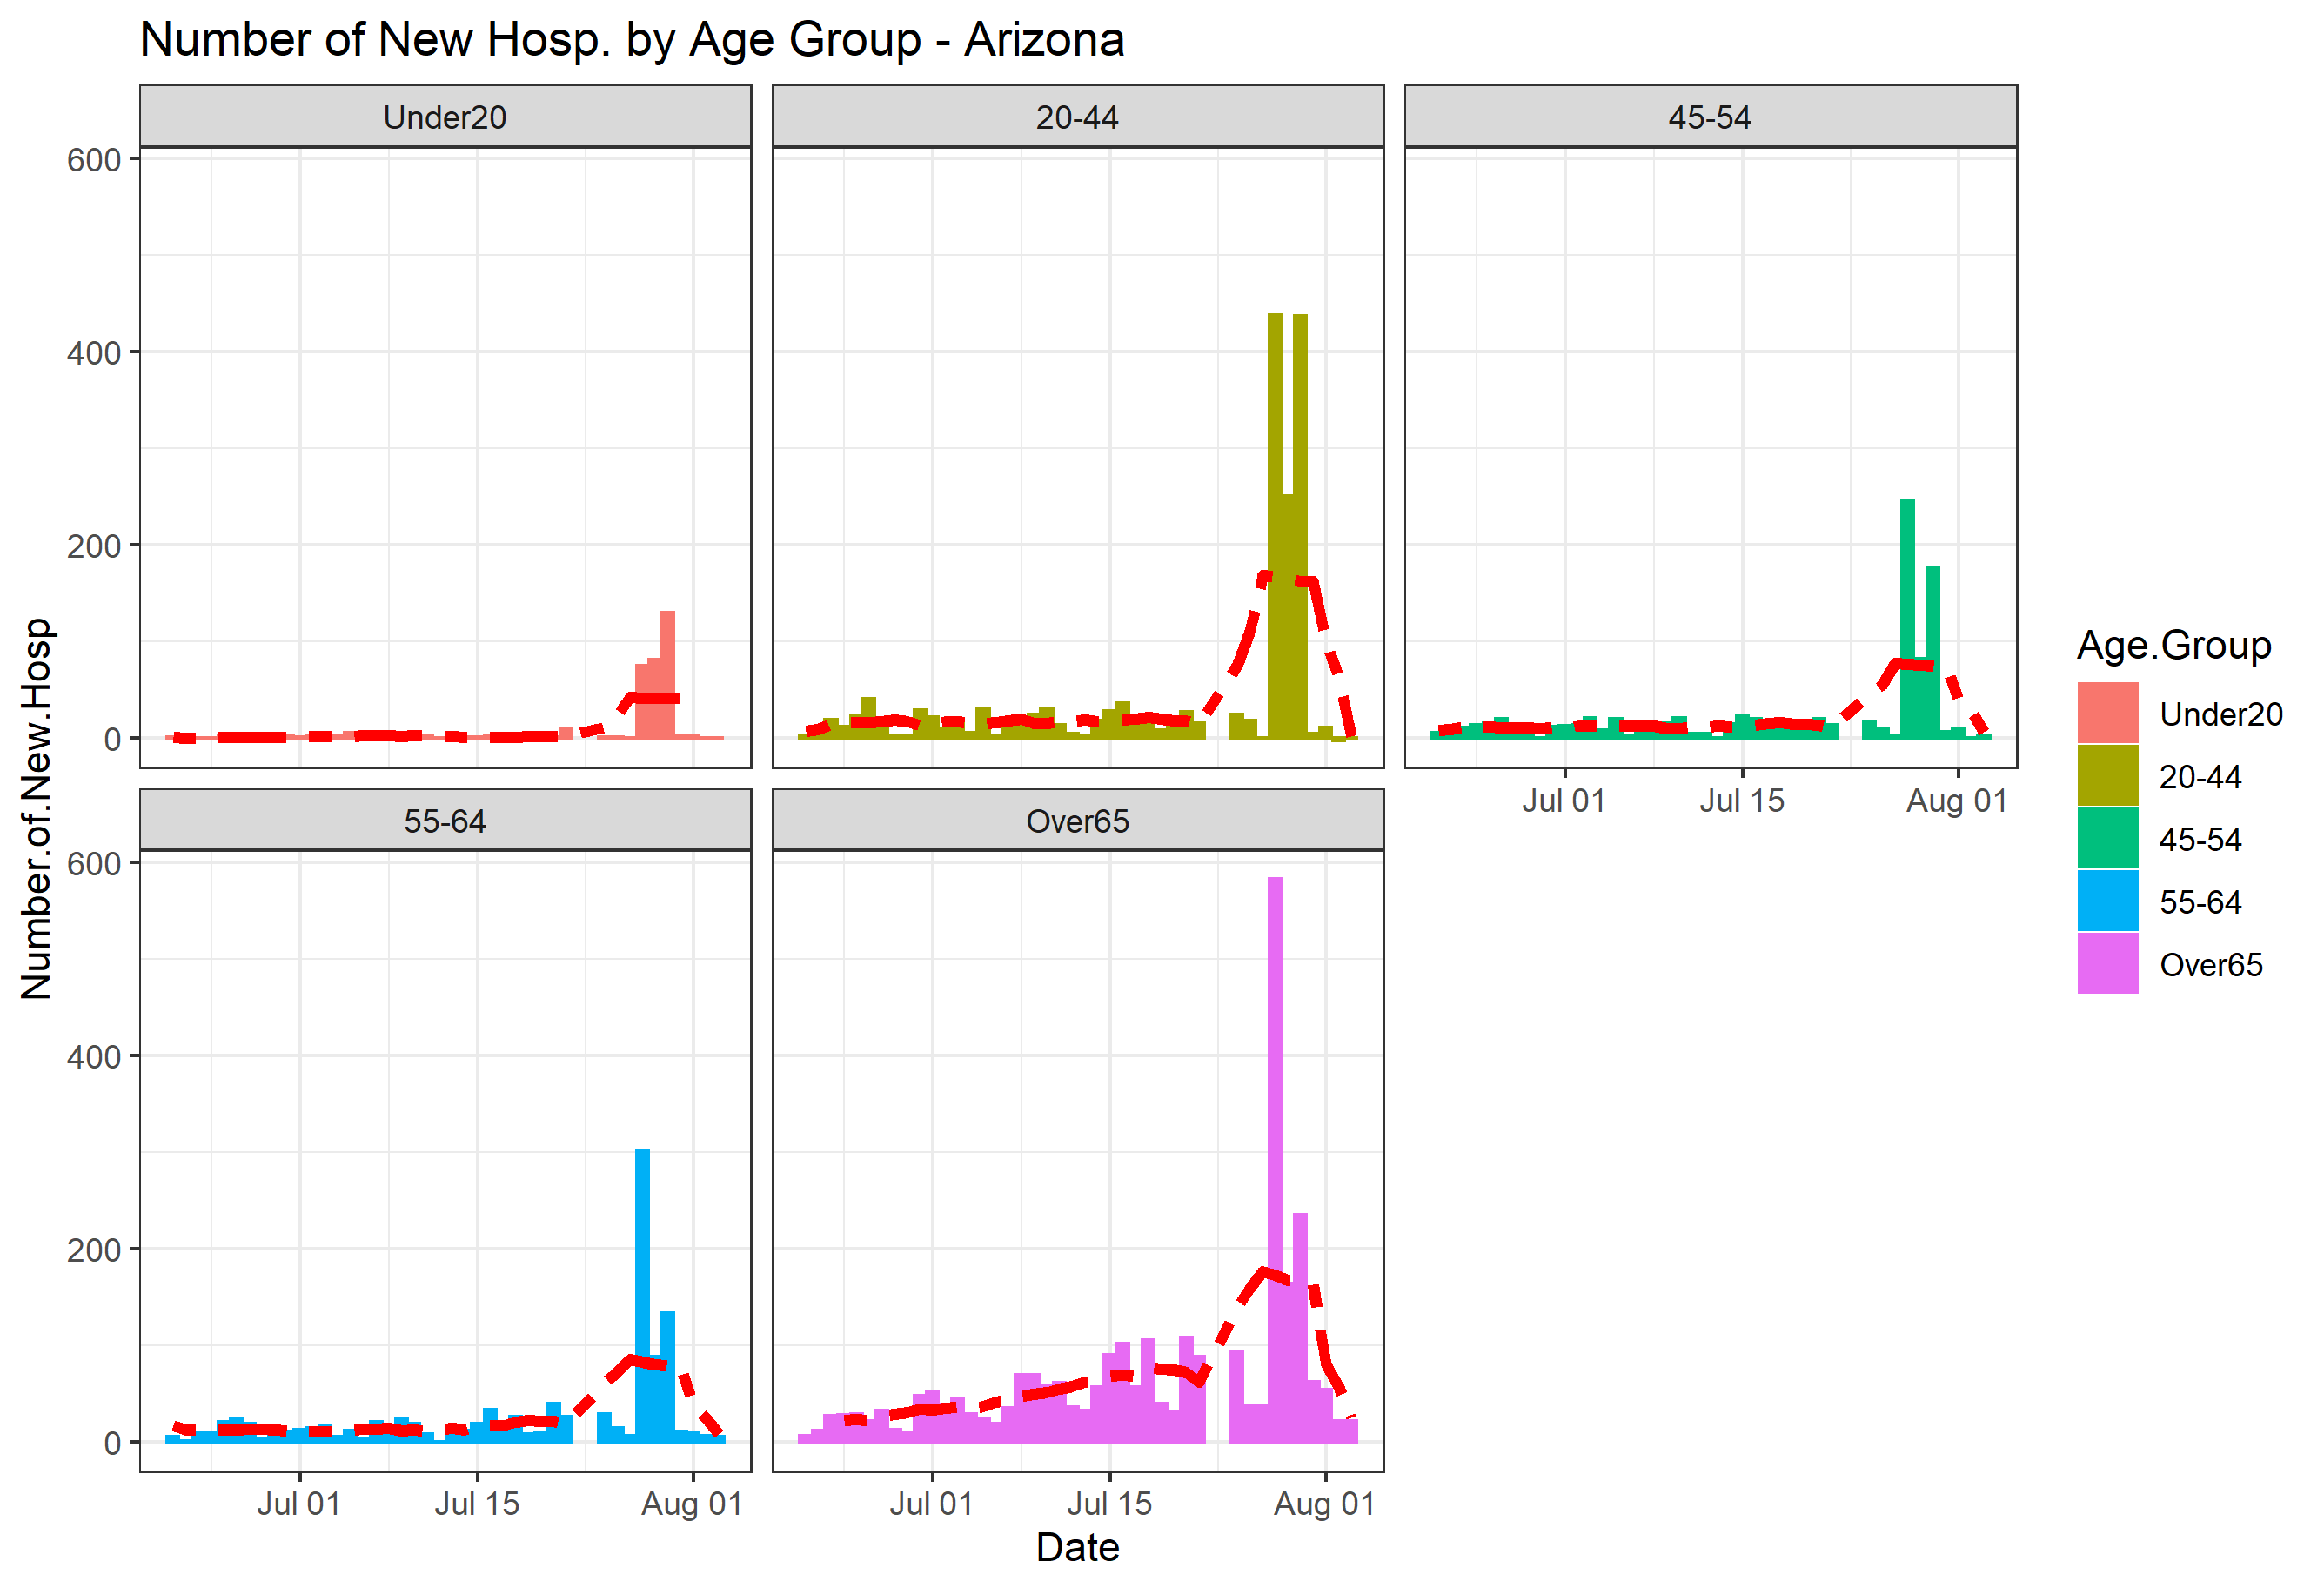 Number of New Hosp. by Age Group - Arizona
Under20
20-44
45-54
600
400
200
0
Jul 01
Jul 15
Aug 01
55-64
Over65
600
400
200
0
Jul 01
Jul 15
Aug 01
Jul 01
Jul 15
Aug 01
Date
Number.of.New.Hosp
Age.Group
Under20
20-44
45-54
55-64
Over65